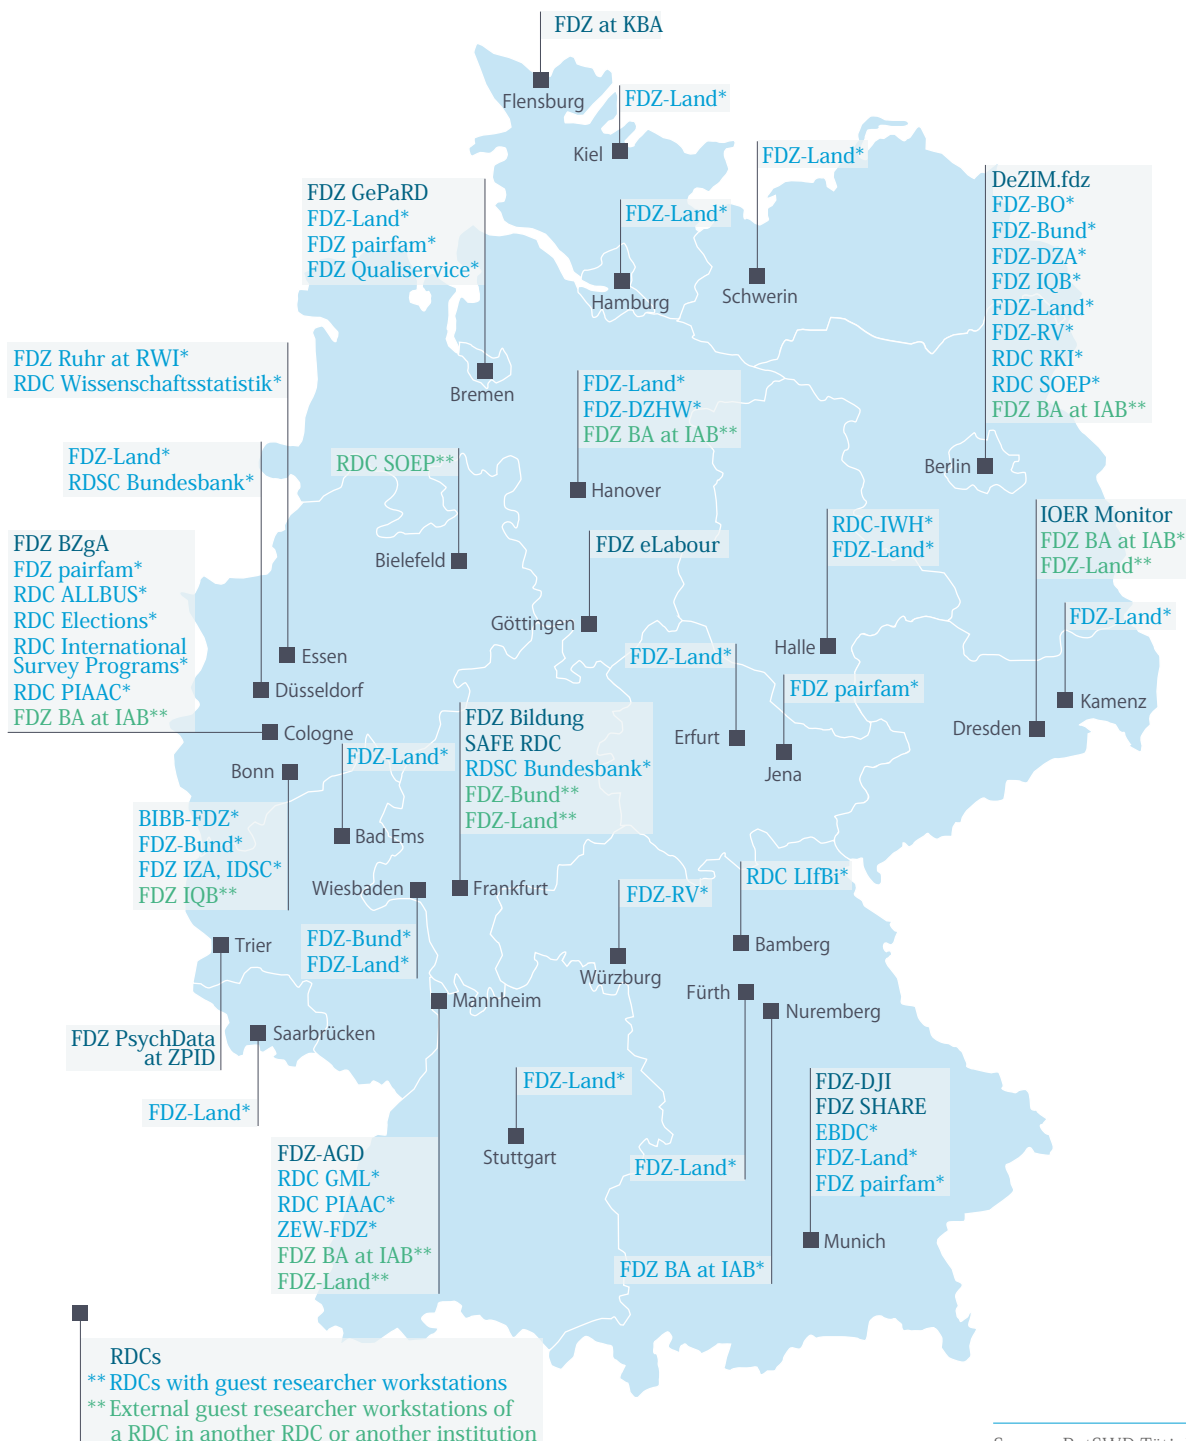 FDZ at KBA
Flensburg
FDZ-Land*
Kiel
FDZ-Land*
Schwerin
FDZ-Land*
Hamburg
FDZ GePaRD
FDZ-Land*
FDZ pairfam*
FDZ Qualiservice*
Bremen
DeZIM.fdz
FDZ-BO*
FDZ-Bund*
FDZ-DZA*
FDZ IQB*
FDZ-Land*
FDZ-RV*
RDC RKI*
RDC SOEP*
FDZ BA at IAB**
Berlin
FDZ Ruhr at RWI*
RDC Wissenschaftsstatistik*
Essen
FDZ-Land*
FDZ-DZHW*
FDZ BA at IAB**
Hanover
FDZ-Land*
RDSC Bundesbank*
Düsseldorf
RDC SOEP**
Bielefeld
FDZ eLabour
Göttingen
RDC-IWH*
FDZ-Land*
Halle
IOER Monitor
FDZ BA at IAB*
FDZ-Land**
Dresden
FDZ-Land*
Kamenz
FDZ BZgA
FDZ pairfam*
RDC ALLBUS*
RDC Elections*
RDC International
Survey Programs*
RDC PIAAC*
FDZ BA at IAB**
Cologne
FDZ-Land*
Erfurt
FDZ pairfam*
Jena
FDZ Bildung
SAFE RDC
RDSC Bundesbank*
FDZ-Bund**
FDZ-Land**
Frankfurt
FDZ-Land*
Bad Ems
Bonn
BIBB-FDZ*
FDZ-Bund*
FDZ IZA, IDSC*
FDZ IQB**
Wiesbaden
FDZ-Bund*
FDZ-Land*
FDZ-RV*
Würzburg
RDC LIfBi*
Bamberg
Trier
FDZ PsychData
at ZPID
Saarbrücken
FDZ-Land*
Mannheim
FDZ-AGD
RDC GML*
RDC PIAAC*
ZEW-FDZ*
FDZ BA at IAB**
FDZ-Land**
FDZ-Land*
Stuttgart
Fürth
FDZ-Land*
Nuremberg
FDZ BA at IAB*
FDZ-DJI
FDZ SHARE
EBDC*
FDZ-Land*
FDZ pairfam*
Munich
RDCs
** RDCs with guest researcher workstations
** External guest researcher workstations of
a RDC in another RDC or another institution